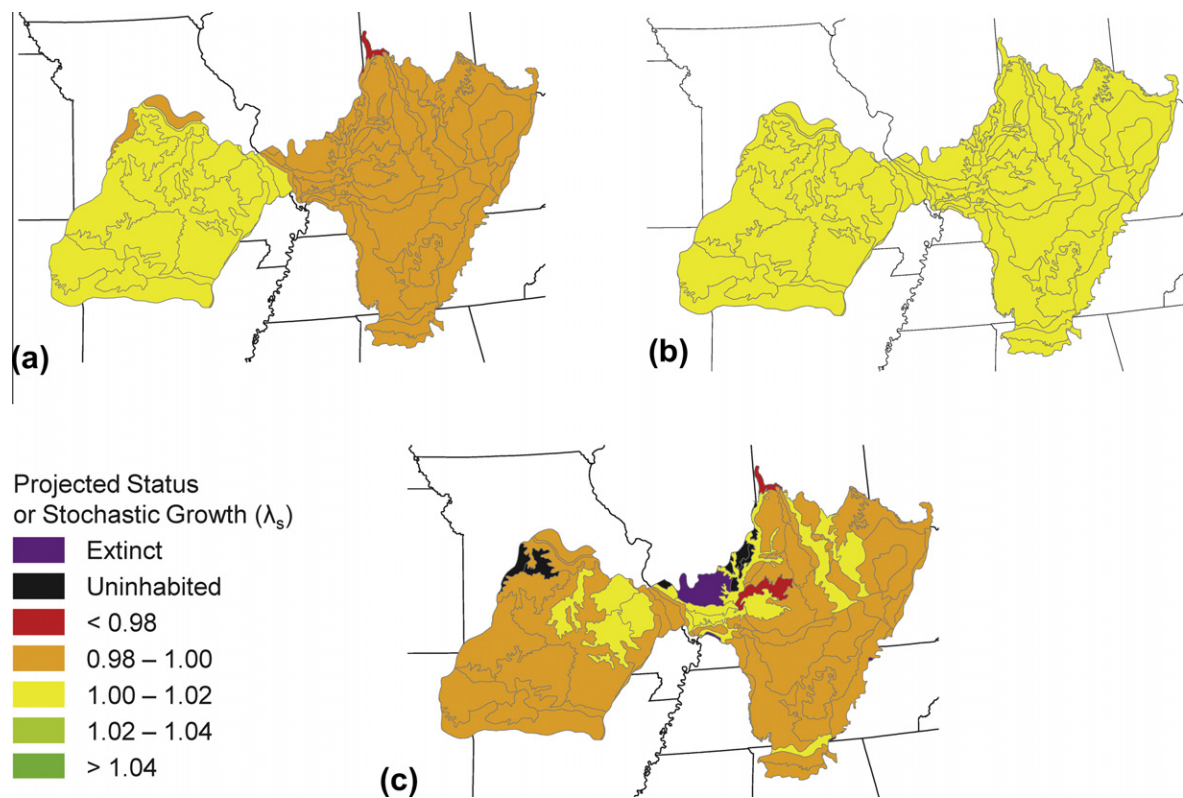 (a)
(b)
Projected Status
or Stochastic Growth (λs)
Extinct
Uninhabited
< 0.98
0.98 – 1.00
1.00 – 1.02
1.02 – 1.04
> 1.04
(c)